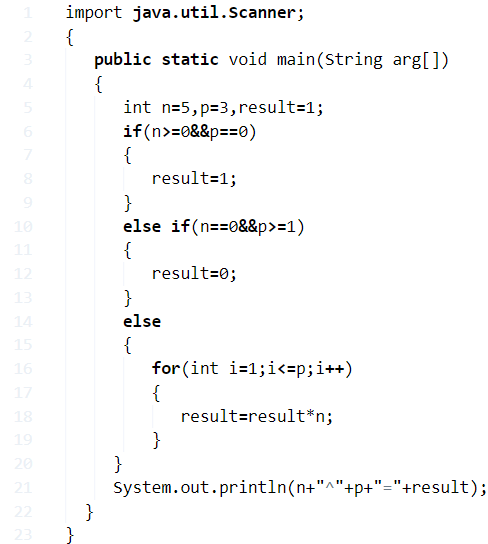 1 import java.util.Scanner;
2 {
3 public static void main(String arg[])
4 {
5 int n=5,p=3,result=1;
6 if(n>=0&&p==0)
7 {
8 result=1;
9 }
10 else if(n==0&&p>=1)
11 {
12 result=0;
13 }
14 else
15 {
16 for(int i=1;i<=p;i++)
17 {
18 result=result*n;
19 }
20 }
21 System.out.println(n+"^"+p+"="+result);
22 }
23 }